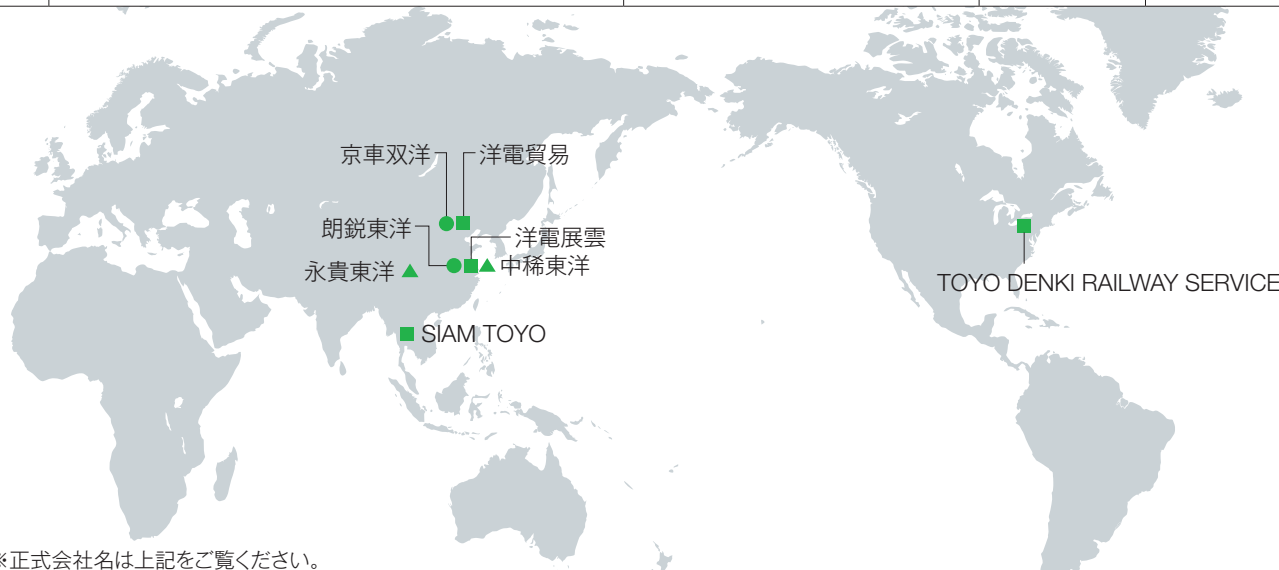 京車双洋
洋電貿易
朗鋭東洋
洋電展雲
永貴東洋
中稀東洋
TOYO DENKI RAILWAY SERVICE
SIAM TOYO
※正式会社名は上記をご覧ください。